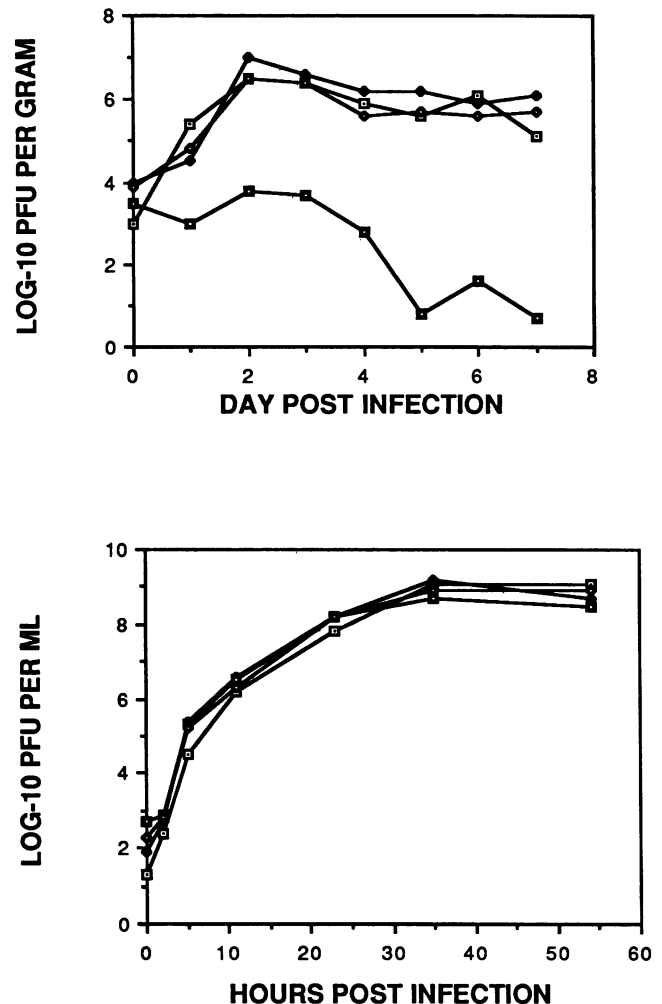 LOG-10 PFU PER GRAM
8
6
4
2
0
0 2 4 6 8
DAY POST INFECTION
LOG-10 PFU PER ML
10
8
6
4
2
0
0 10 20 30 40 50 60
HOURS POST INFECTION